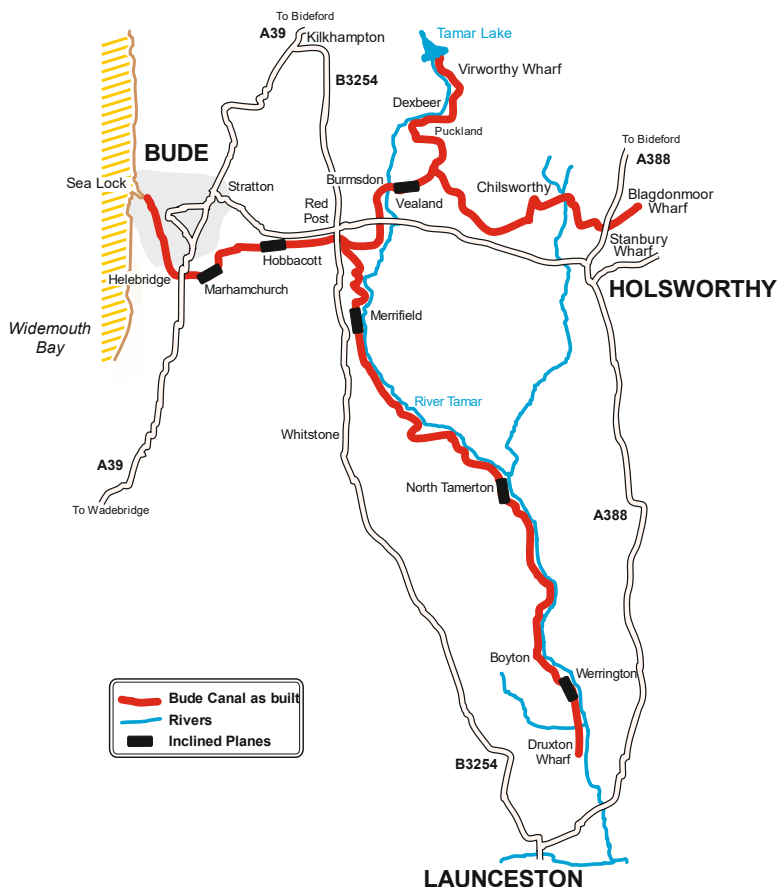 To Bideford
A39
Kilkhampton
Tamar Lake
Virworthy Wharf
B3254
Dexbeer
Puckland
To Bideford
A388
BUDE
Sea Lock
Stratton
Burmsdon
Vealand
Chilsworthy
Blagdonmoor
Wharf
Red
Post
Stanbury
Wharf
Hobbacott
Helebridge
Marhamchurch
HOLSWORTHY
Merrifield
Widemouth
Bay
River Tamar
Whitstone
A39
To Wadebridge
North Tamerton
A388
Boyton
Werrington
Bude Canal as built
Rivers
Inclined Planes
Druxton
Wharf
B3254
LAUNCESTON